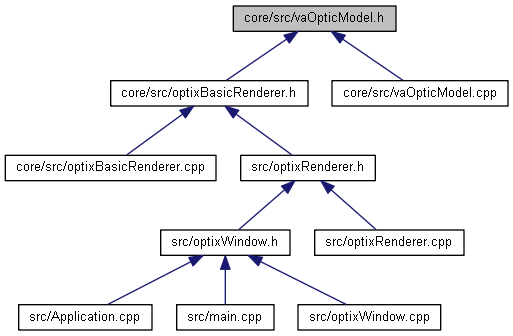 core/src/vaOpticModel.h
core/src/optixBasicRenderer.h
core/src/vaOpticModel.cpp
core/src/optixBasicRenderer.cpp
src/optixRenderer.h
src/optixWindow.h
src/optixRenderer.cpp
src/Application.cpp
src/main.cpp
src/optixWindow.cpp